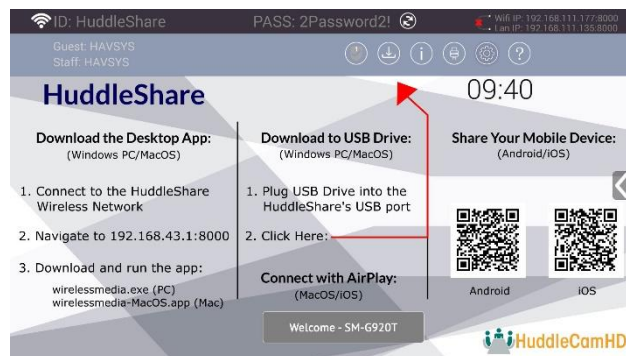 ID: HuddleShare PASS: 2Password2! Wifi IP: 192.168.111.177:8000
Lan IP: 192.168.111.135:8000
Guest: HAVSYS
Staff: HAVSYS
HuddleShare 09:40
Download the Desktop App:
(Windows PC/MacOS)
1. Connect to the HuddleShare
Wireless Network
2. Navigate to 192.168.43.1:8000
3. Download and run the app:
wirelessmedia.exe (PC)
wirelessmedia-MacOS.app (Mac)
Download to USB Drive:
(Windows PC/MacOS)
1. Plug USB Drive into the
HuddleShare's USB port
2. Click Here:
Connect with AirPlay:
(MacOS/iOS)
Welcome - SM-G920T
Share Your Mobile Device:
(Android/iOS)
Android iOS
HuddleCamHD